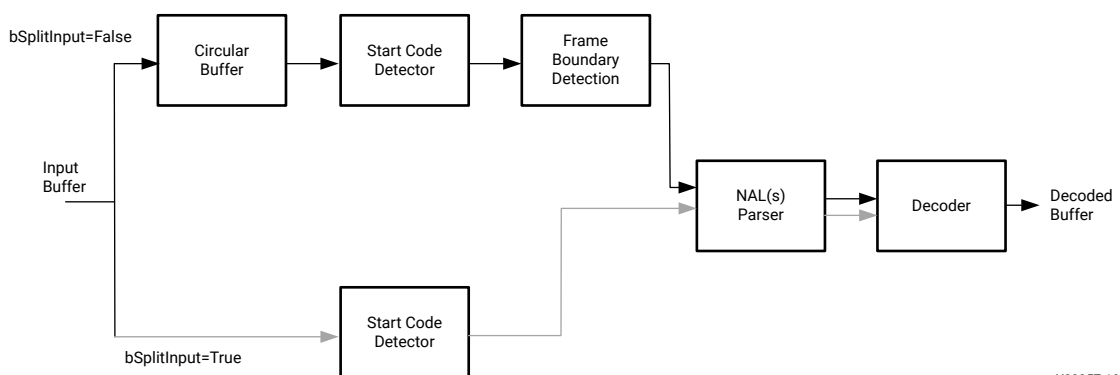 bSplitInput=False
Circular
Buffer
Start Code
Detector
Frame
Boundary
Detection
Input
Buffer
NAL(s)
Parser
Decoder
Decoded
Buffer
Start Code
Detector
bSplitInput=True